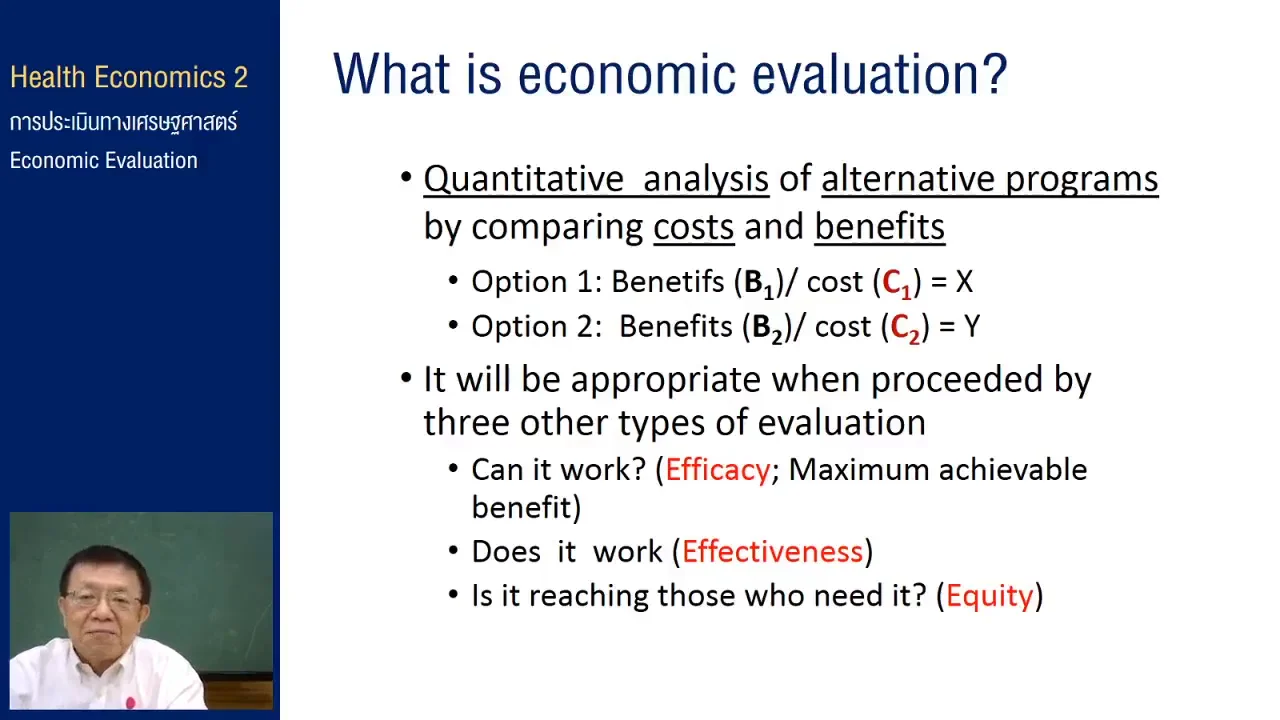 Health Economics 2
การประเมินทางเศรษฐศาสตร์
Economic Evaluation
What is economic evaluation?
• Quantitative analysis of alternative programs
by comparing costs and benefits
• Option 1: Benetifs (B1)/ cost (C1) = X
• Option 2: Benefits (B2)/ cost (C2) = Y
• It will be appropriate when proceeded by
three other types of evaluation
• Can it work? (Efficacy; Maximum achievable
benefit)
• Does it work (Effectiveness)
• Is it reaching those who need it? (Equity)